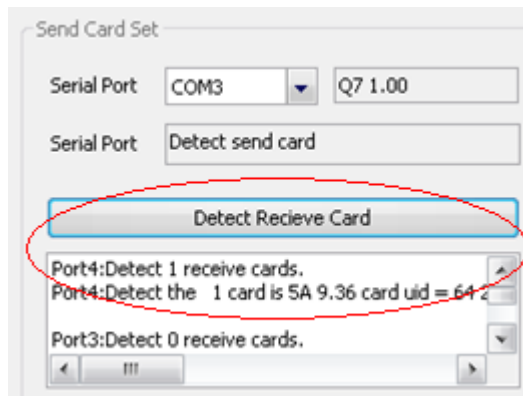 Send Card Set
Serial Port COM3 Q7 1.00
Serial Port Detect send card
Detect Recieve Card
Port4:Detect 1 receive cards.
Port4:Detect the 1 card is 5A 9.36 card uid = 64
Port3:Detect 0 receive cards.